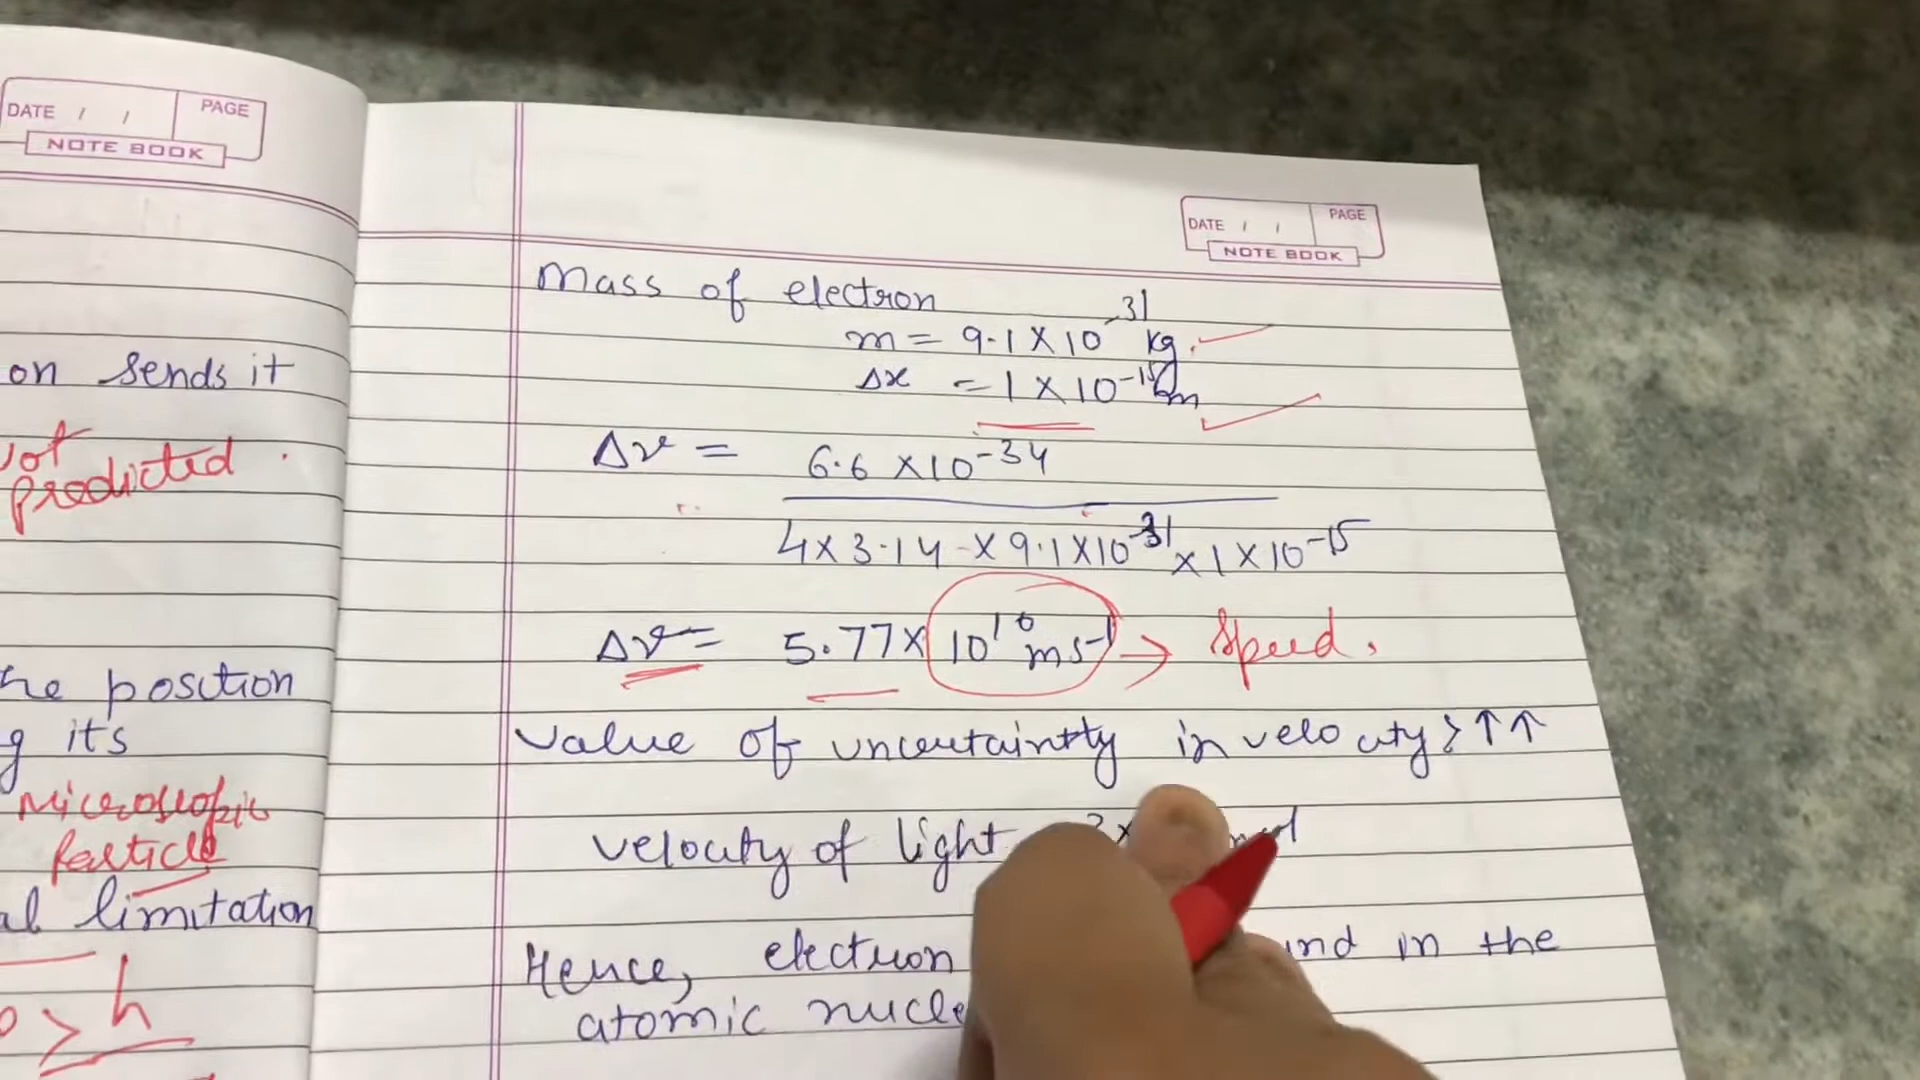 DATE / / PAGE
NOTE BOOK
on sends it
Not
Predicted.
the position
g its
Microscopic
Particle
al limitation
> h
DATE / / PAGE
NOTE BOOK
Mass of electron
m = 9.1 X 10⁻³¹ kg.
Δx = 1 X 10⁻¹⁵ m
Δv = 6.6 X 10⁻³⁴
4 X 3.14 X 9.1 X 10⁻³¹ X 1 X 10⁻¹⁵
Δv = 5.77 X 10¹⁰ ms⁻¹ → Speed.
Value of uncertainty in velocity > ↑↑
velocity of light 3x
Hence, electron in the
atomic